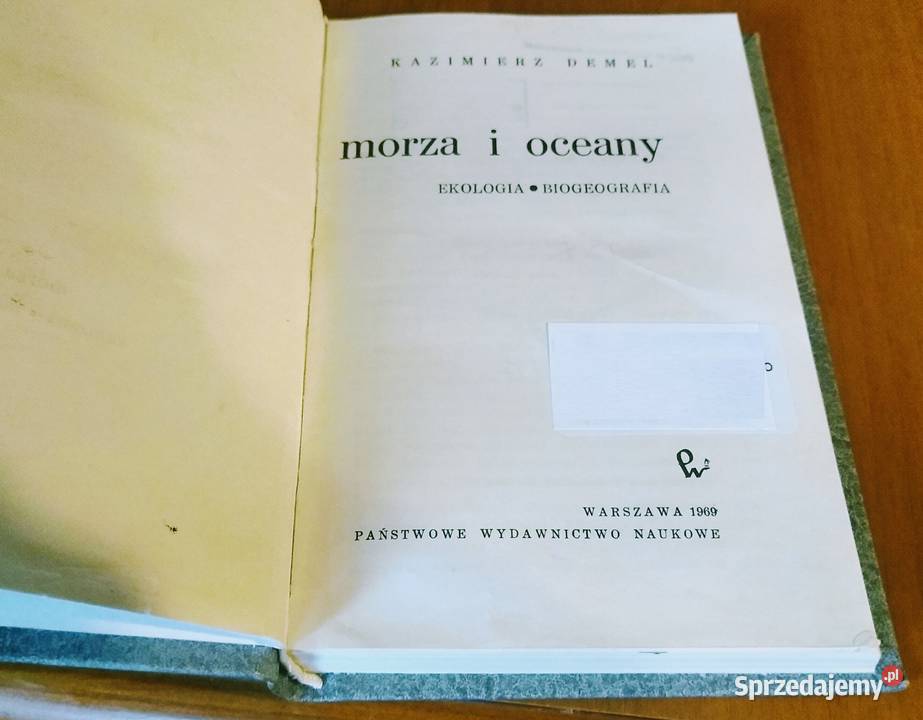 KAZIMIERZ DEMEL
morza i oceany
EKOLOGIA • BIOGEOGRAFIA
WARSZAWA 1969
PAŃSTWOWE WYDAWNICTWO NAUKOWE
Sprzedajemy.pl